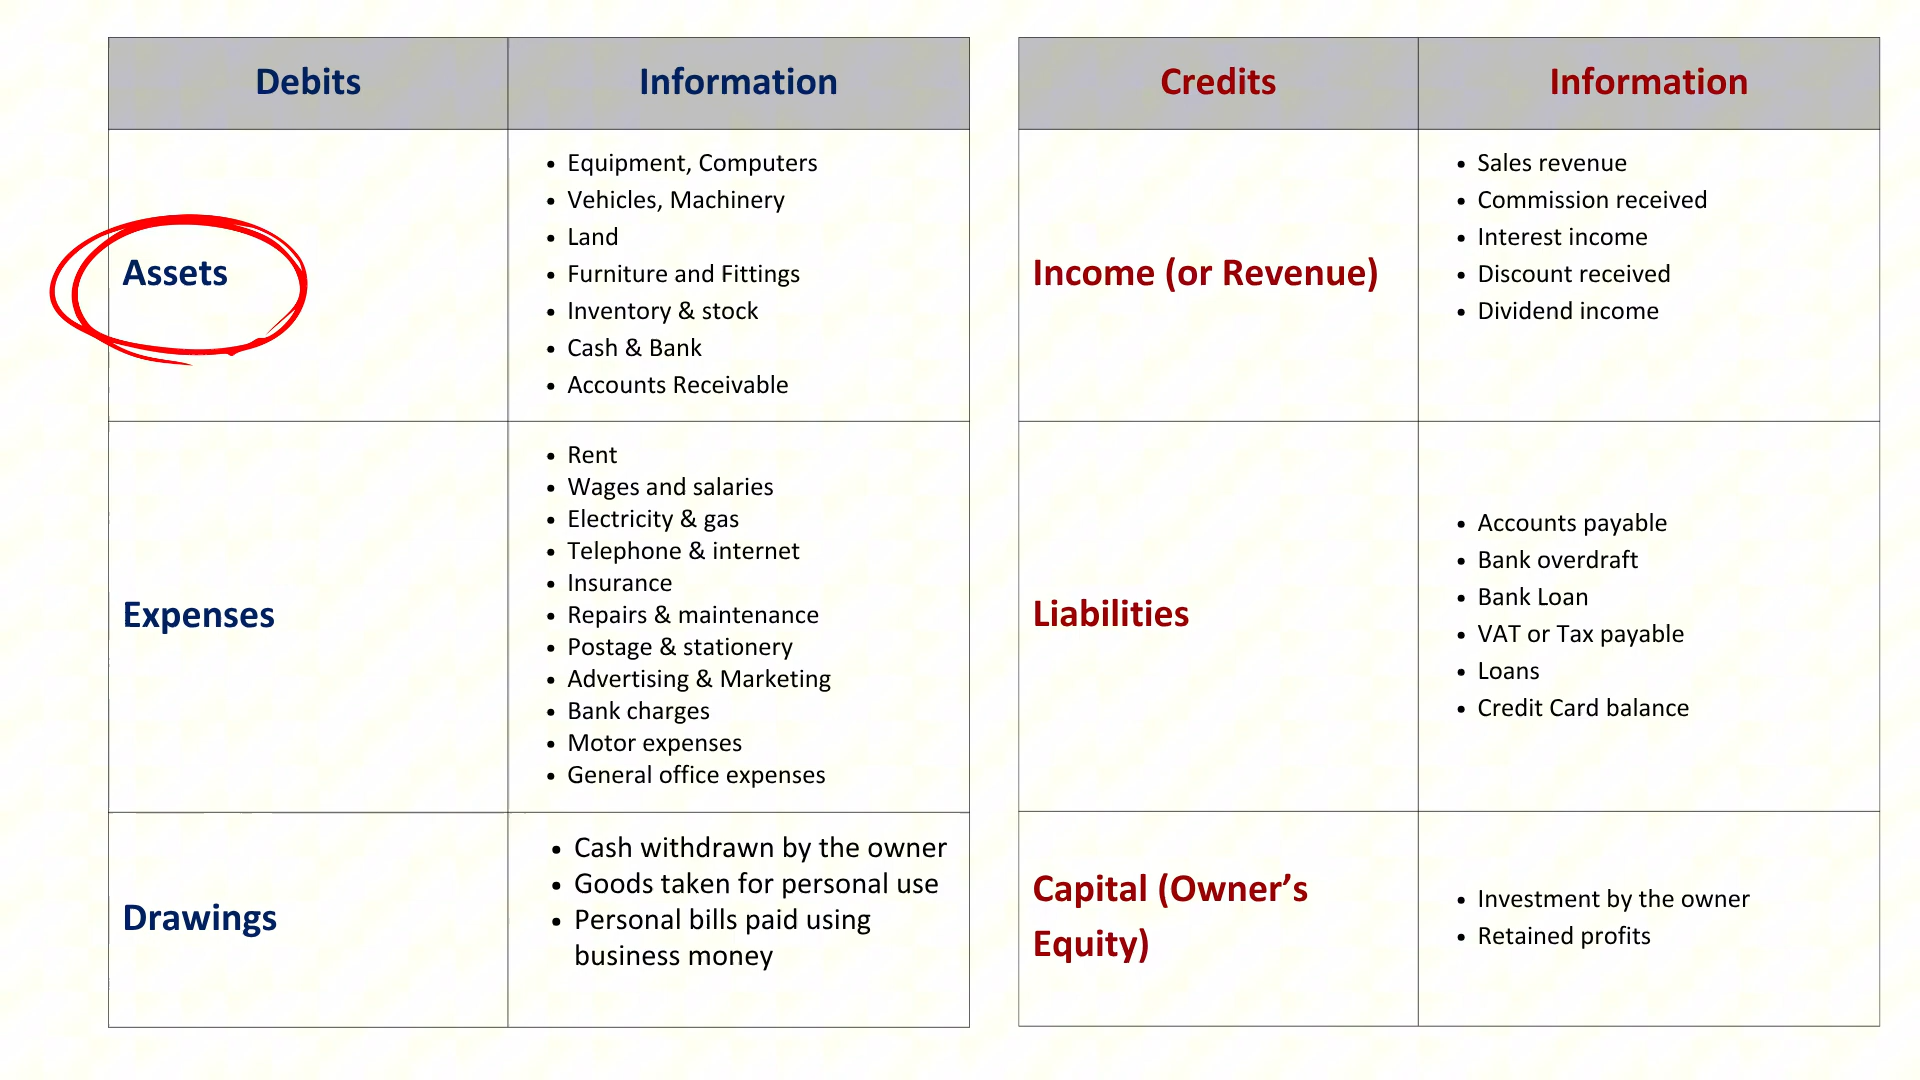 Debits
Information
Assets
• Equipment, Computers
• Vehicles, Machinery
• Land
• Furniture and Fittings
• Inventory & stock
• Cash & Bank
• Accounts Receivable
Expenses
• Rent
• Wages and salaries
• Electricity & gas
• Telephone & internet
• Insurance
• Repairs & maintenance
• Postage & stationery
• Advertising & Marketing
• Bank charges
• Motor expenses
• General office expenses
Drawings
• Cash withdrawn by the owner
• Goods taken for personal use
• Personal bills paid using
business money
Credits
Information
Income (or Revenue)
• Sales revenue
• Commission received
• Interest income
• Discount received
• Dividend income
Liabilities
• Accounts payable
• Bank overdraft
• Bank Loan
• VAT or Tax payable
• Loans
• Credit Card balance
Capital (Owner’s
Equity)
• Investment by the owner
• Retained profits